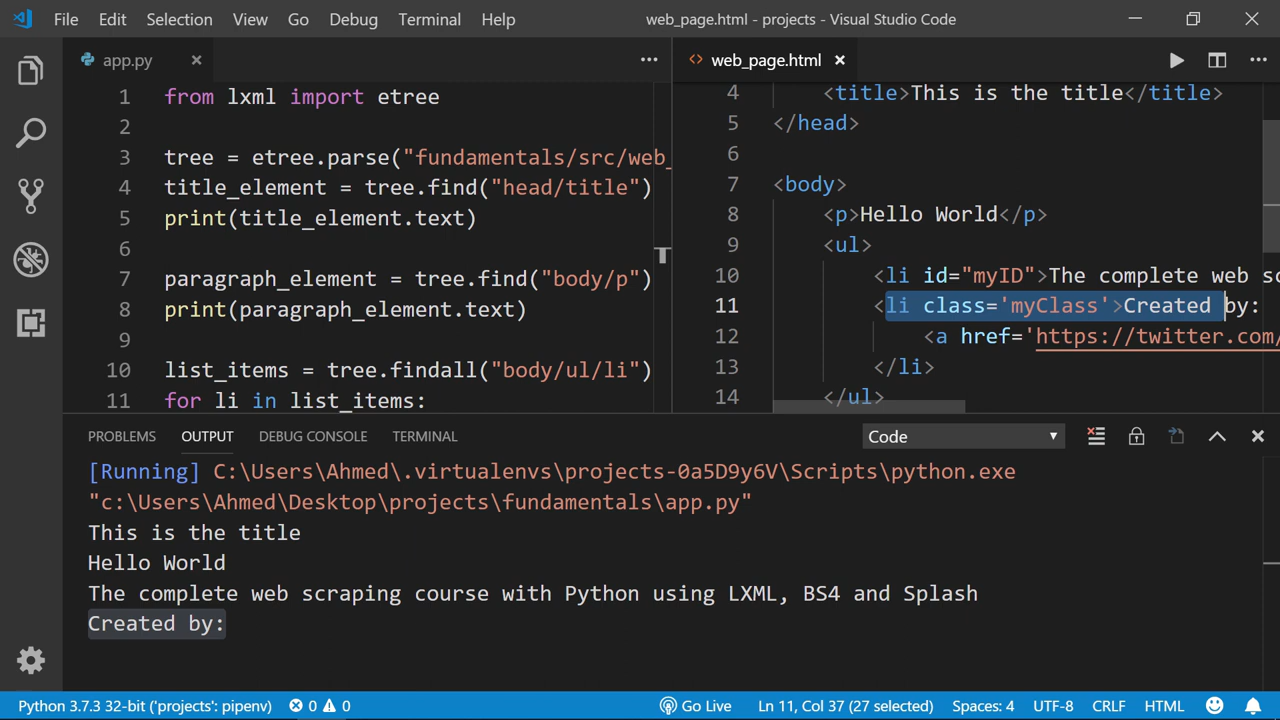 File Edit Selection View Go Debug Terminal Help web_page.html - projects - Visual Studio Code
app.py
1 from lxml import etree
2
3 tree = etree.parse("fundamentals/src/web_
4 title_element = tree.find("head/title")
5 print(title_element.text)
6
7 paragraph_element = tree.find("body/p")
8 print(paragraph_element.text)
9
10 list_items = tree.findall("body/ul/li")
11 for li in list_items:
web_page.html
4 <title>This is the title</title>
5 </head>
6
7 <body>
8 <p>Hello World</p>
9 <ul>
10 <li id="myID">The complete web sc
11 <li class='myClass'>Created by:
12 <a href='https://twitter.com/
13 </li>
14 </ul>
PROBLEMS OUTPUT DEBUG CONSOLE TERMINAL Code
[Running] C:\Users\Ahmed\.virtualenvs\projects-0a5D9y6V\Scripts\python.exe
"c:\Users\Ahmed\Desktop\projects\fundamentals\app.py"
This is the title
Hello World
The complete web scraping course with Python using LXML, BS4 and Splash
Created by:
Python 3.7.3 32-bit ('projects': pipenv) 0 0 Go Live Ln 11, Col 37 (27 selected) Spaces: 4 UTF-8 CRLF HTML